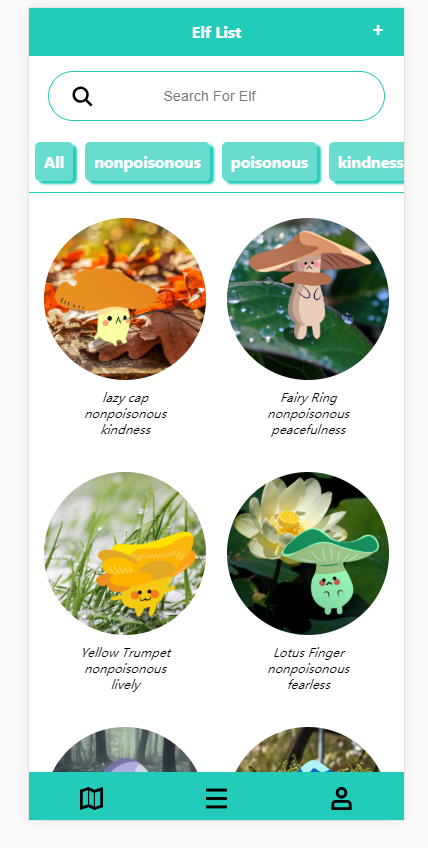 Elf List +
Search For Elf
All nonpoisonous poisonous kindness
lazy cap
nonpoisonous
kindness
Fairy Ring
nonpoisonous
peacefulness
Yellow Trumpet
nonpoisonous
lively
Lotus Finger
nonpoisonous
fearless